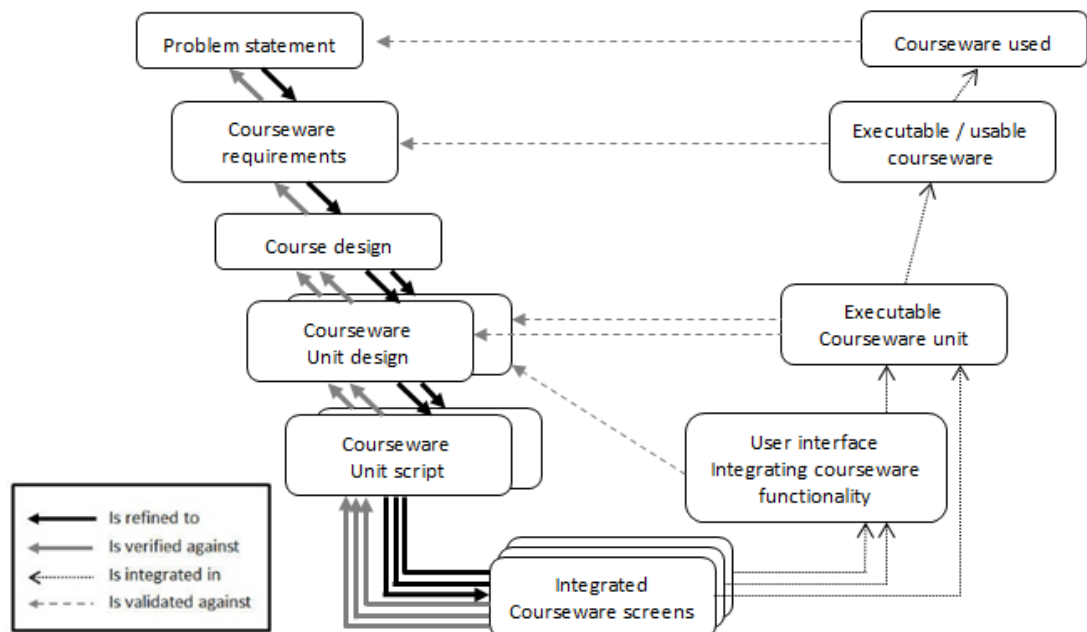 Problem statement
Courseware used
Courseware
requirements
Executable / usable
courseware
Course design
Courseware
Unit design
Executable
Courseware unit
Courseware
Unit script
User interface
Integrating courseware
functionality
Integrated
Courseware screens
Is refined to
Is verified against
Is integrated in
Is validated against